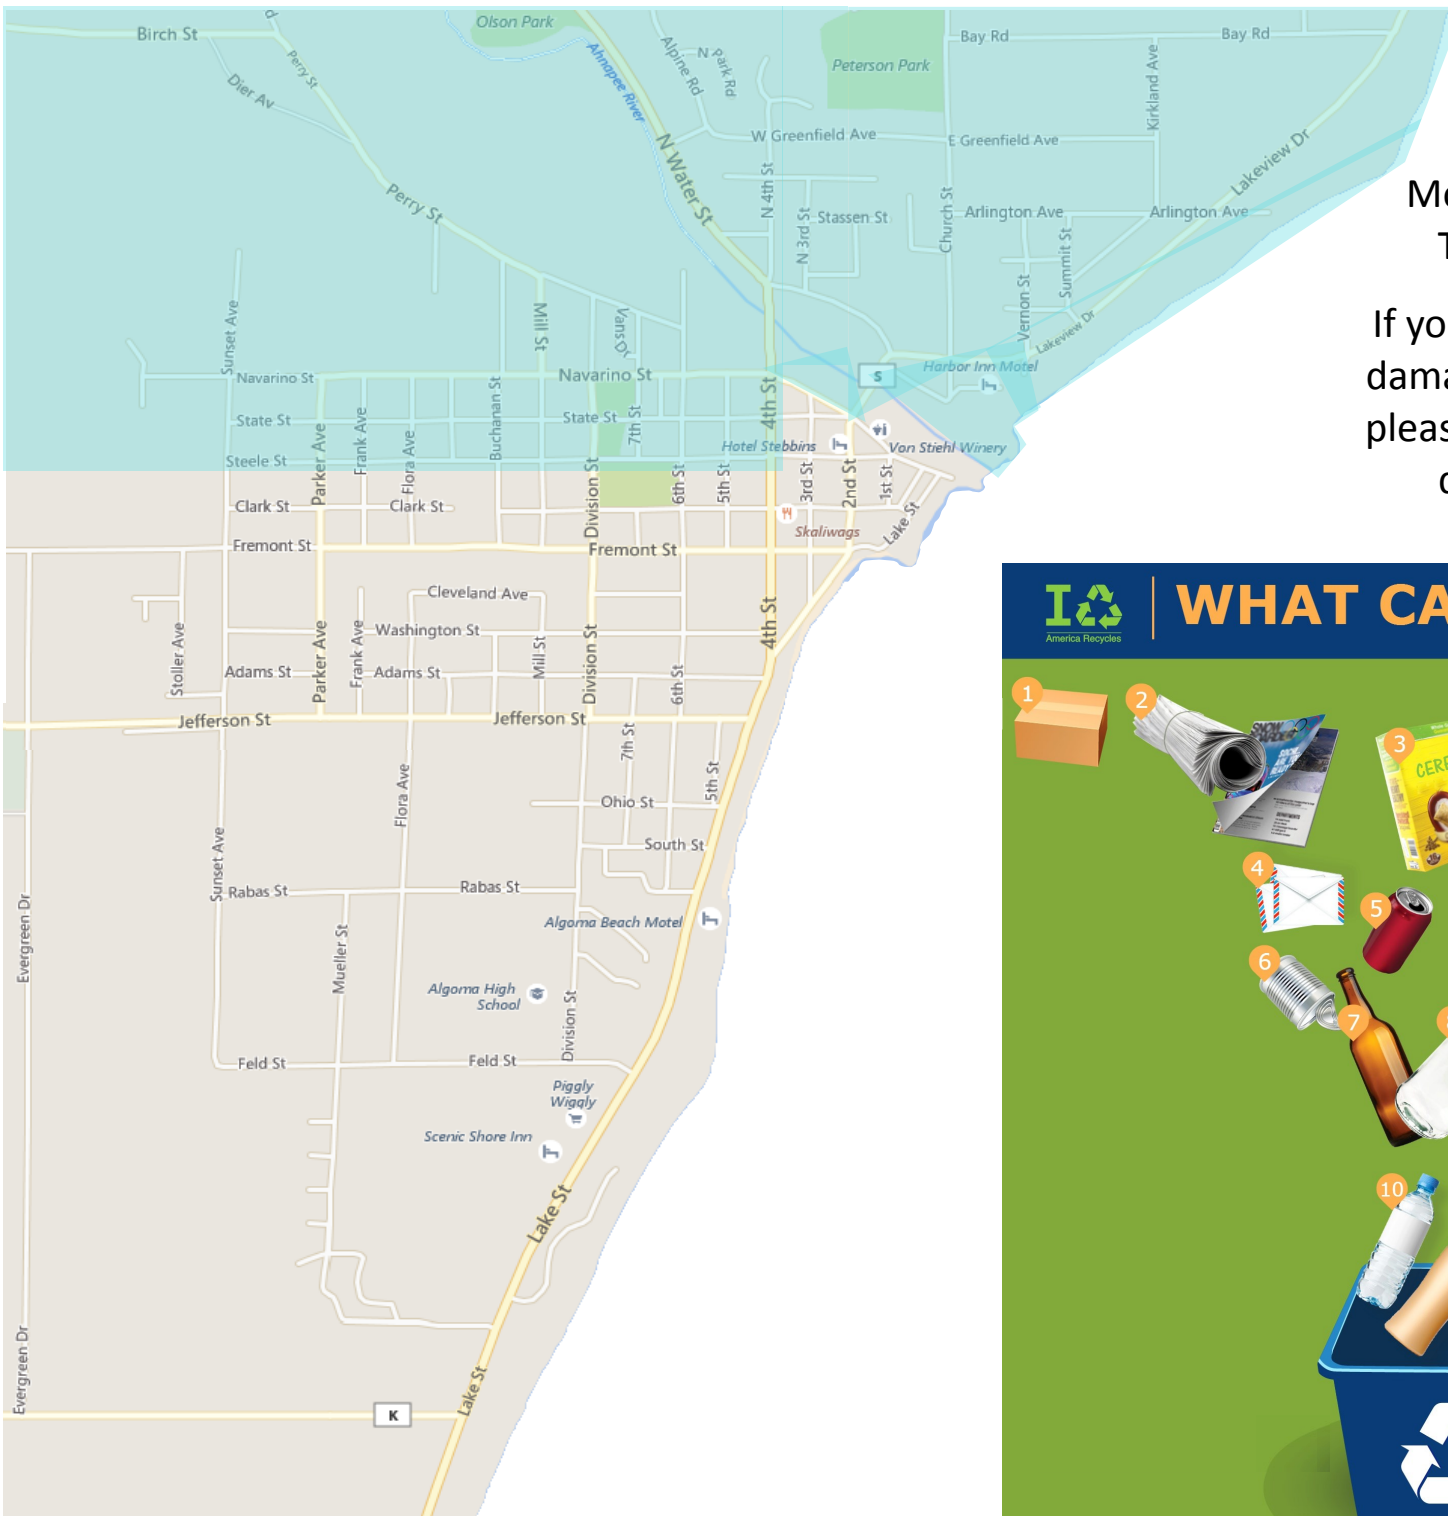 Olson Park
Birch St
Perry St
Dier Av
Ahnapee River
Alpine Rd
N
Park Rd
Bay Rd
Bay Rd
Peterson Park
Kirkland Ave
W Greenfield Ave
E Greenfield Ave
N Water St
Lakeview Dr
Perry St
N 4th St
N 3rd St
Stassen St
Church St
Arlington Ave
Arlington Ave
Summit St
Vernon St
Lakeview Dr
Sunset Ave
Mill St
Navarino St
Navarino St
S
Harbor Inn Motel
4th St
State St
State St
7th St
Buchanan St
Parker Ave
Frank Ave
Flora Ave
Steele St
Hotel Stebbins
Von Stiehl Winery
Division St
6th St
5th St
3rd St
2nd St
1st St
Clark St
Clark St
Skaliwags
Lake St
Fremont St
Fremont St
Cleveland Ave
4th St
Washington St
Stoller Ave
Parker Ave
Frank Ave
Mill St
Division St
Adams St
Adams St
6th St
Jefferson St
Jefferson St
7th St
5th St
Flora Ave
Ohio St
South St
Sunset Ave
Rabas St
Rabas St
Evergreen Dr
Mueller St
Algoma Beach Motel
Algoma High
School
Division St
Feld St
Feld St
Piggly
Wiggly
Scenic Shore Inn
Lake St
Evergreen Dr
Lake St
K
If yo
dama
pleas
I
America Recycles
WHAT CA
1
2
3
CERE
4
5
6
7
10